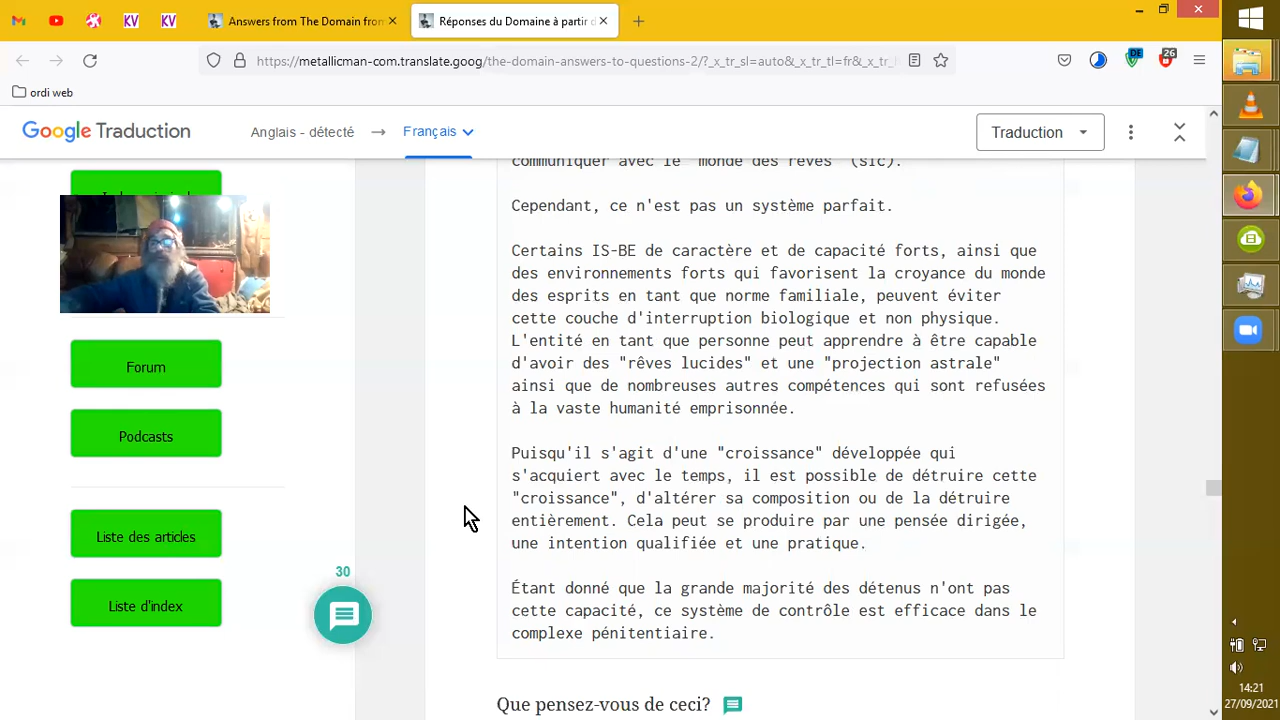 Answers from The Domain from
Réponses du Domaine à partir d
https://metallicman-com.translate.goog/the-domain-answers-to-questions-2/?_x_tr_sl=auto&_x_tr_tl=fr&_x_tr_
DE
26
ordi web
Google Traduction
Anglais - détecté
Français
Traduction
communiquer avec le "monde des rêves" (sic).
Cependant, ce n'est pas un système parfait.
Certains IS-BE de caractère et de capacité forts, ainsi que
des environnements forts qui favorisent la croyance du monde
des esprits en tant que norme familiale, peuvent éviter
cette couche d'interruption biologique et non physique.
L'entité en tant que personne peut apprendre à être capable
d'avoir des "rêves lucides" et une "projection astrale"
ainsi que de nombreuses autres compétences qui sont refusées
à la vaste humanité emprisonnée.
Puisqu'il s'agit d'une "croissance" développée qui
s'acquiert avec le temps, il est possible de détruire cette
"croissance", d'altérer sa composition ou de la détruire
entièrement. Cela peut se produire par une pensée dirigée,
une intention qualifiée et une pratique.
Étant donné que la grande majorité des détenus n'ont pas
cette capacité, ce système de contrôle est efficace dans le
complexe pénitentiaire.
Que pensez-vous de ceci?
Forum
Podcasts
Liste des articles
30
Liste d'index
14:21
27/09/2021
KV
KV